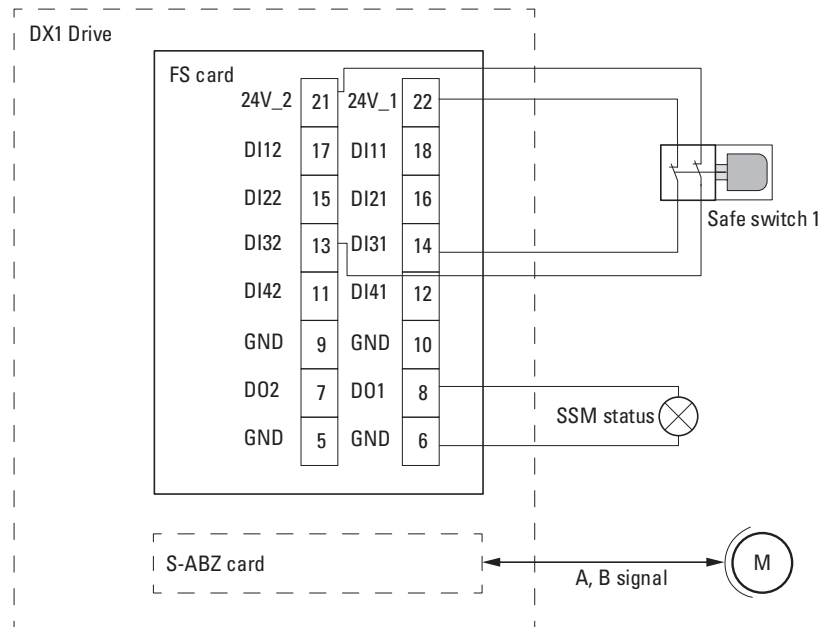 DX1 Drive
FS card
24V_2 21 24V_1 22
DI12 17 DI11 18
DI22 15 DI21 16
Safe switch 1
DI32 13 DI31 14
DI42 11 DI41 12
GND 9 GND 10
DO2 7 DO1 8
SSM status
GND 5 GND 6
S-ABZ card
M
A, B signal